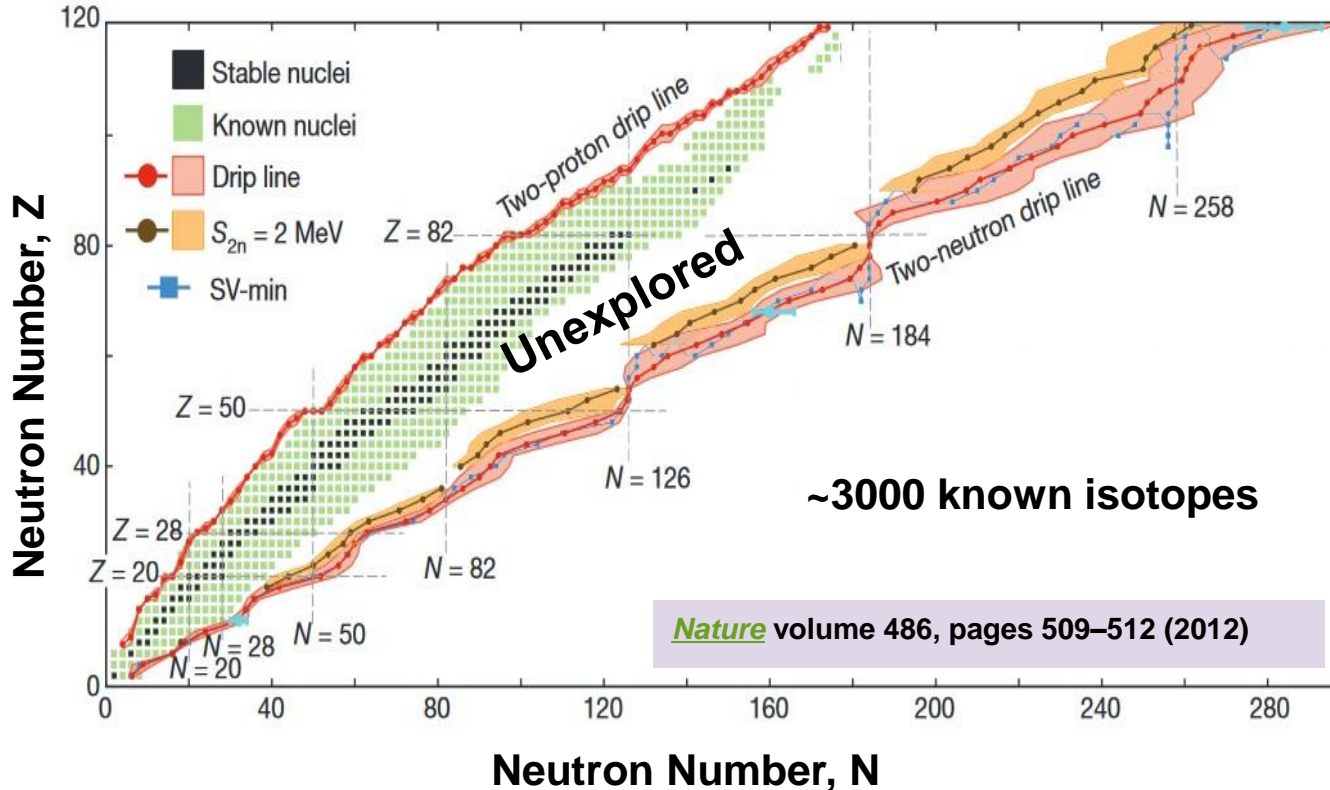 120
80
40
0
0
40
80
120
160
200
240
280
Neutron Number, Z
Neutron Number, N
Stable nuclei
Known nuclei
Drip line
S2n = 2 MeV
SV-min
Two-proton drip line
Z = 82
Z = 50
Z = 28
Z = 20
Unexplored
Two-neutron drip line
N = 258
N = 184
N = 126
N = 82
N = 50
N = 28
N = 20
~3000 known isotopes
Nature volume 486, pages 509–512 (2012)